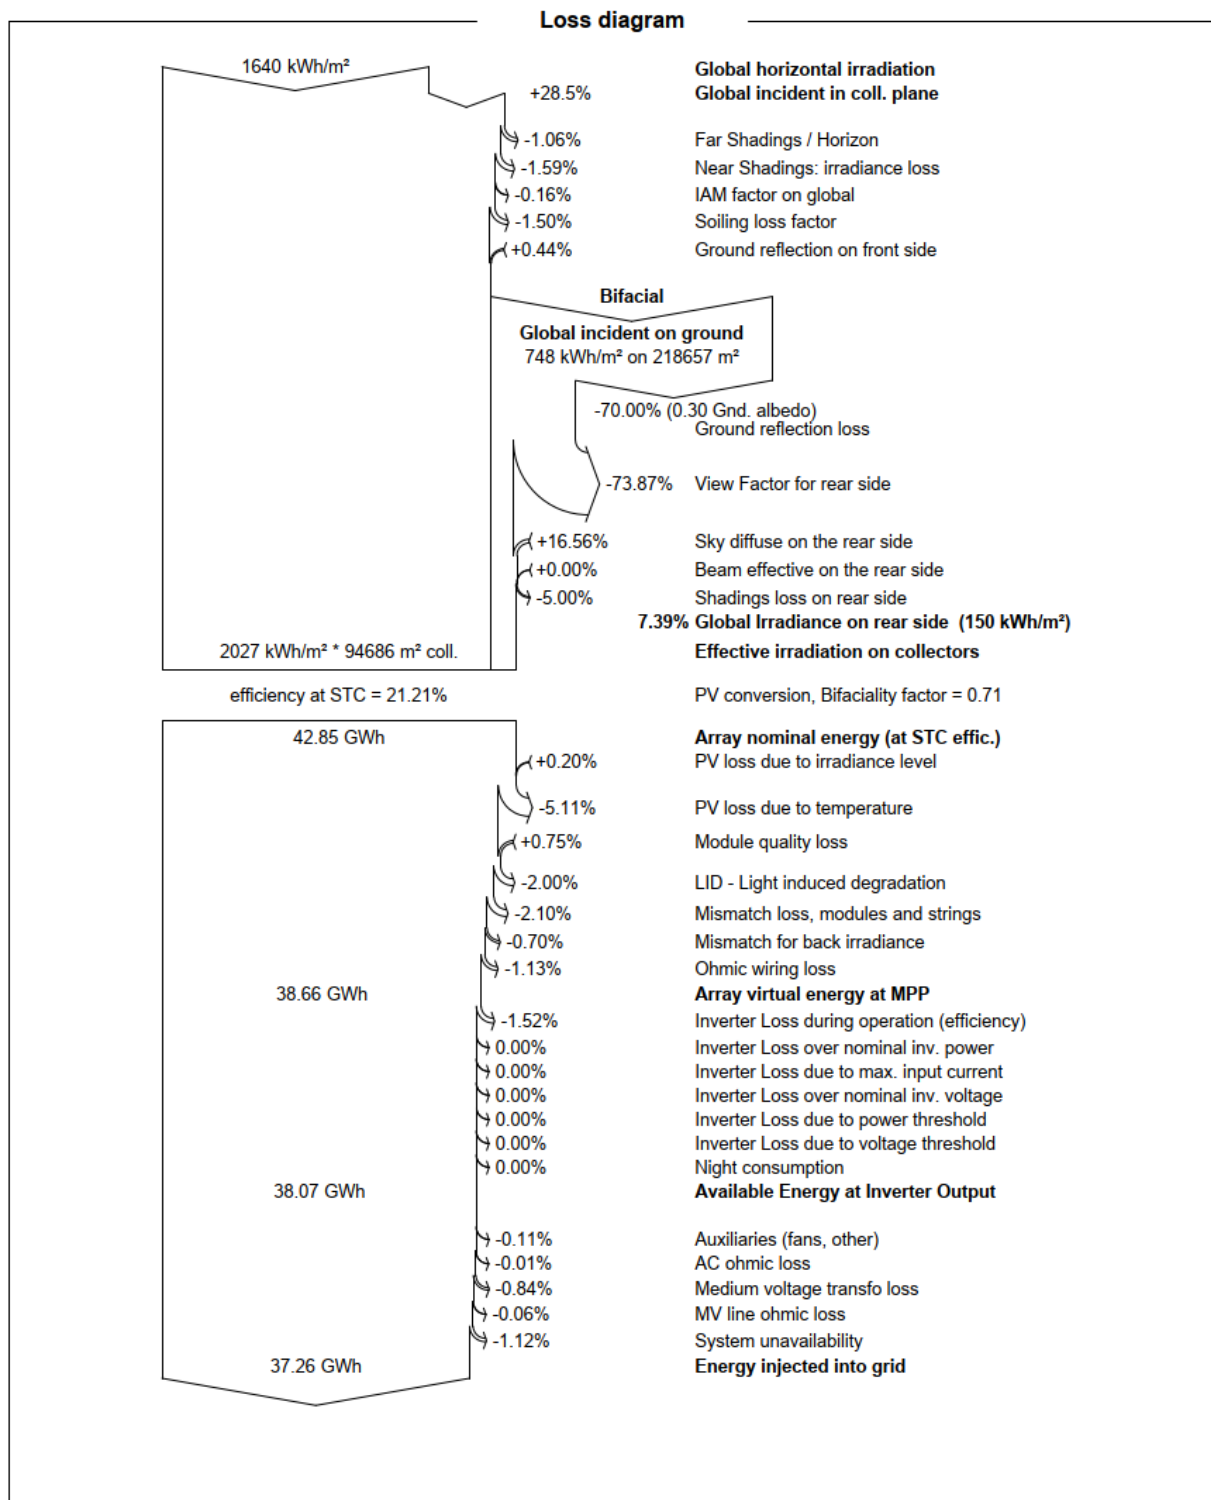 Loss diagram
1640 kWh/m² Global horizontal irradiation
+28.5% Global incident in coll. plane
-1.06% Far Shadings / Horizon
-1.59% Near Shadings: irradiance loss
-0.16% IAM factor on global
-1.50% Soiling loss factor
+0.44% Ground reflection on front side
Bifacial
Global incident on ground
748 kWh/m² on 218657 m²
-70.00% (0.30 Gnd. albedo)
Ground reflection loss
-73.87% View Factor for rear side
+16.56% Sky diffuse on the rear side
+0.00% Beam effective on the rear side
-5.00% Shadings loss on rear side
7.39% Global Irradiance on rear side (150 kWh/m²)
2027 kWh/m² * 94686 m² coll. Effective irradiation on collectors
efficiency at STC = 21.21% PV conversion, Bifaciality factor = 0.71
42.85 GWh Array nominal energy (at STC effic.)
+0.20% PV loss due to irradiance level
-5.11% PV loss due to temperature
+0.75% Module quality loss
-2.00% LID - Light induced degradation
-2.10% Mismatch loss, modules and strings
-0.70% Mismatch for back irradiance
-1.13% Ohmic wiring loss
38.66 GWh Array virtual energy at MPP
-1.52% Inverter Loss during operation (efficiency)
0.00% Inverter Loss over nominal inv. power
0.00% Inverter Loss due to max. input current
0.00% Inverter Loss over nominal inv. voltage
0.00% Inverter Loss due to power threshold
0.00% Inverter Loss due to voltage threshold
0.00% Night consumption
38.07 GWh Available Energy at Inverter Output
-0.11% Auxiliaries (fans, other)
-0.01% AC ohmic loss
-0.84% Medium voltage transfo loss
-0.06% MV line ohmic loss
-1.12% System unavailability
37.26 GWh Energy injected into grid